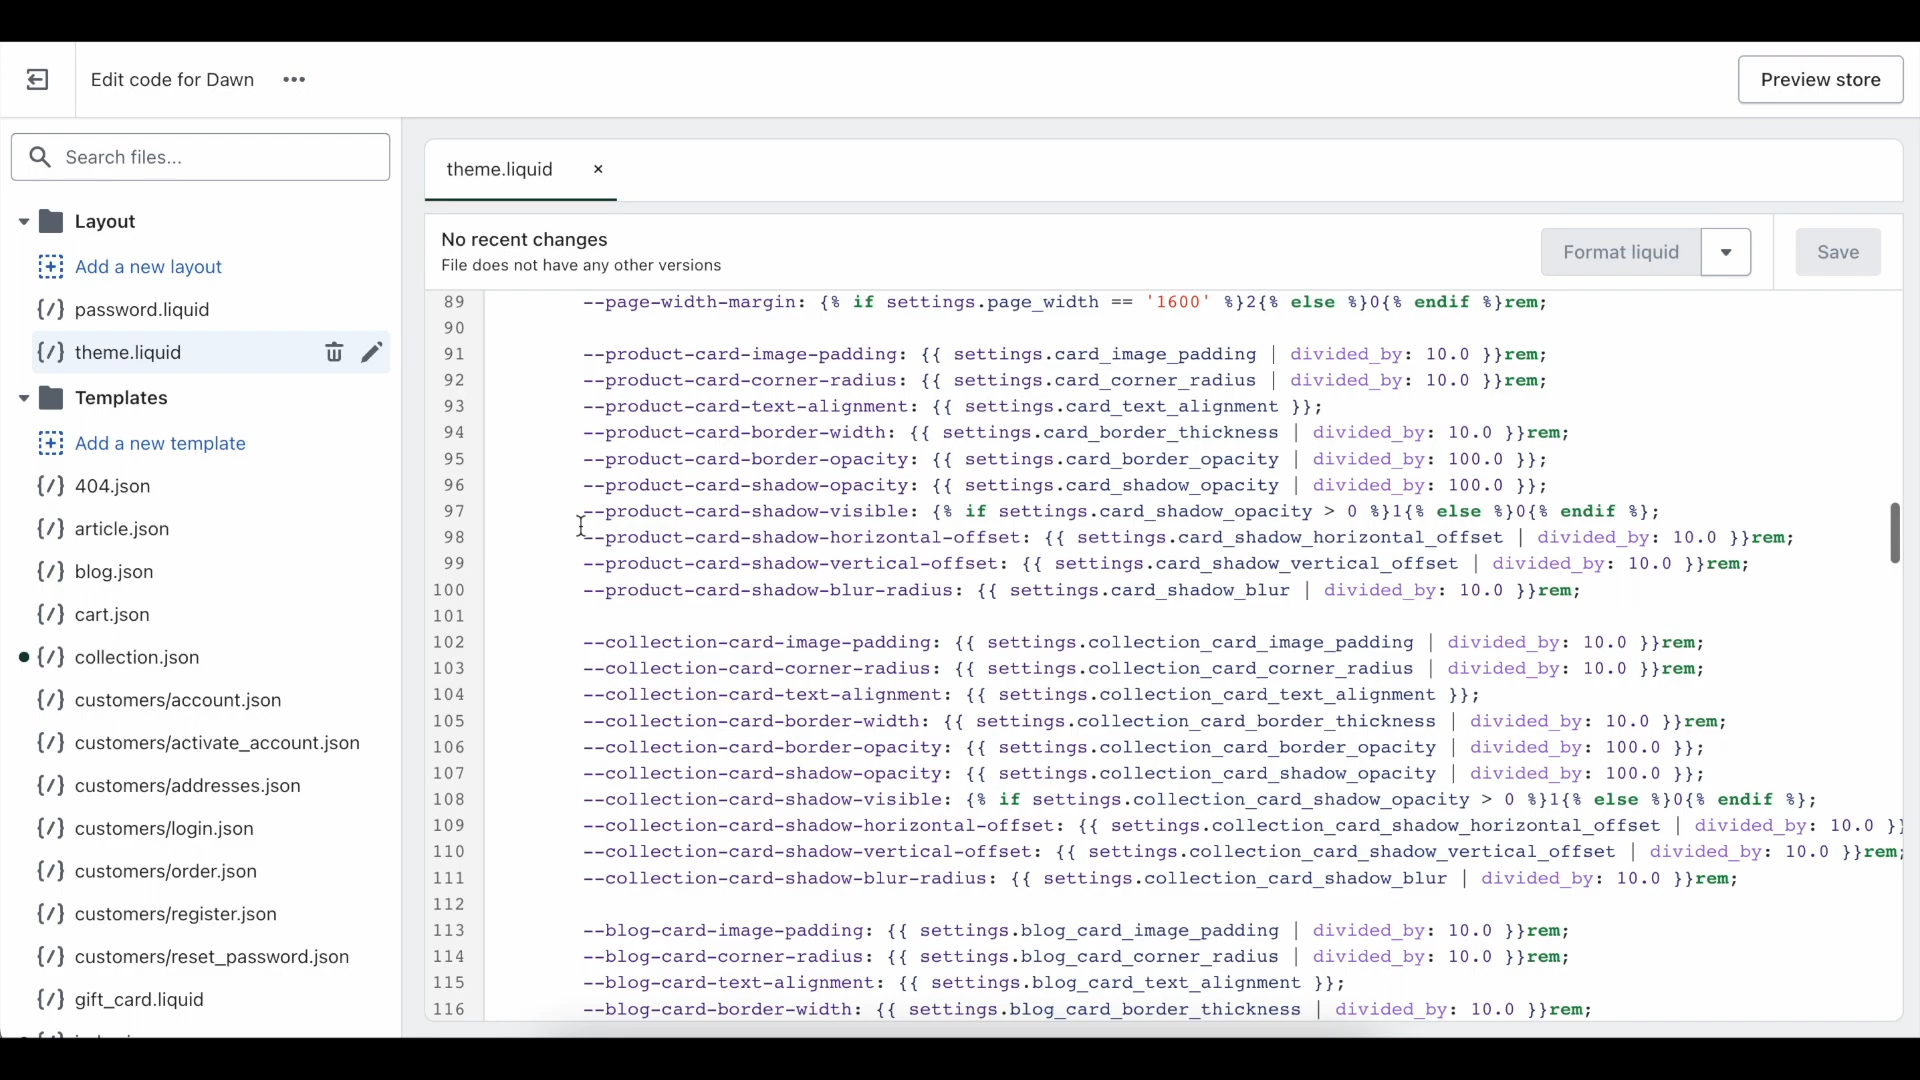 Edit code for Dawn •••
Preview store
Search files...
Layout
Add a new layout
{/} password.liquid
{/} theme.liquid
Templates
Add a new template
{/} 404.json
{/} article.json
{/} blog.json
{/} cart.json
{/} collection.json
{/} customers/account.json
{/} customers/activate_account.json
{/} customers/addresses.json
{/} customers/login.json
{/} customers/order.json
{/} customers/register.json
{/} customers/reset_password.json
{/} gift_card.liquid
theme.liquid ×
No recent changes
File does not have any other versions
Format liquid
Save
89 --page-width-margin: {% if settings.page_width == '1600' %}2{% else %}0{% endif %}rem;
90
91 --product-card-image-padding: {{ settings.card_image_padding | divided_by: 10.0 }}rem;
92 --product-card-corner-radius: {{ settings.card_corner_radius | divided_by: 10.0 }}rem;
93 --product-card-text-alignment: {{ settings.card_text_alignment }};
94 --product-card-border-width: {{ settings.card_border_thickness | divided_by: 10.0 }}rem;
95 --product-card-border-opacity: {{ settings.card_border_opacity | divided_by: 100.0 }};
96 --product-card-shadow-opacity: {{ settings.card_shadow_opacity | divided_by: 100.0 }};
97 --product-card-shadow-visible: {% if settings.card_shadow_opacity > 0 %}1{% else %}0{% endif %};
98 --product-card-shadow-horizontal-offset: {{ settings.card_shadow_horizontal_offset | divided_by: 10.0 }}rem;
99 --product-card-shadow-vertical-offset: {{ settings.card_shadow_vertical_offset | divided_by: 10.0 }}rem;
100 --product-card-shadow-blur-radius: {{ settings.card_shadow_blur | divided_by: 10.0 }}rem;
101
102 --collection-card-image-padding: {{ settings.collection_card_image_padding | divided_by: 10.0 }}rem;
103 --collection-card-corner-radius: {{ settings.collection_card_corner_radius | divided_by: 10.0 }}rem;
104 --collection-card-text-alignment: {{ settings.collection_card_text_alignment }};
105 --collection-card-border-width: {{ settings.collection_card_border_thickness | divided_by: 10.0 }}rem;
106 --collection-card-border-opacity: {{ settings.collection_card_border_opacity | divided_by: 100.0 }};
107 --collection-card-shadow-opacity: {{ settings.collection_card_shadow_opacity | divided_by: 100.0 }};
108 --collection-card-shadow-visible: {% if settings.collection_card_shadow_opacity > 0 %}1{% else %}0{% endif %};
109 --collection-card-shadow-horizontal-offset: {{ settings.collection_card_shadow_horizontal_offset | divided_by: 10.0 }}
110 --collection-card-shadow-vertical-offset: {{ settings.collection_card_shadow_vertical_offset | divided_by: 10.0 }}rem;
111 --collection-card-shadow-blur-radius: {{ settings.collection_card_shadow_blur | divided_by: 10.0 }}rem;
112
113 --blog-card-image-padding: {{ settings.blog_card_image_padding | divided_by: 10.0 }}rem;
114 --blog-card-corner-radius: {{ settings.blog_card_corner_radius | divided_by: 10.0 }}rem;
115 --blog-card-text-alignment: {{ settings.blog_card_text_alignment }};
116 --blog-card-border-width: {{ settings.blog_card_border_thickness | divided_by: 10.0 }}rem;